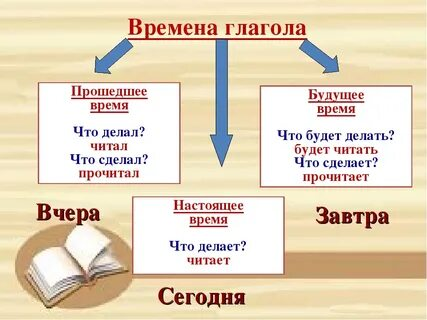 Времена глагола
Прошедшее
время
Что делал?
читал
Что сделал?
прочитал
Вчера
Настоящее
время
Что делает?
читает
Сегодня
Будущее
время
Что будет делать?
будет читать
Что сделает?
прочитает
Завтра